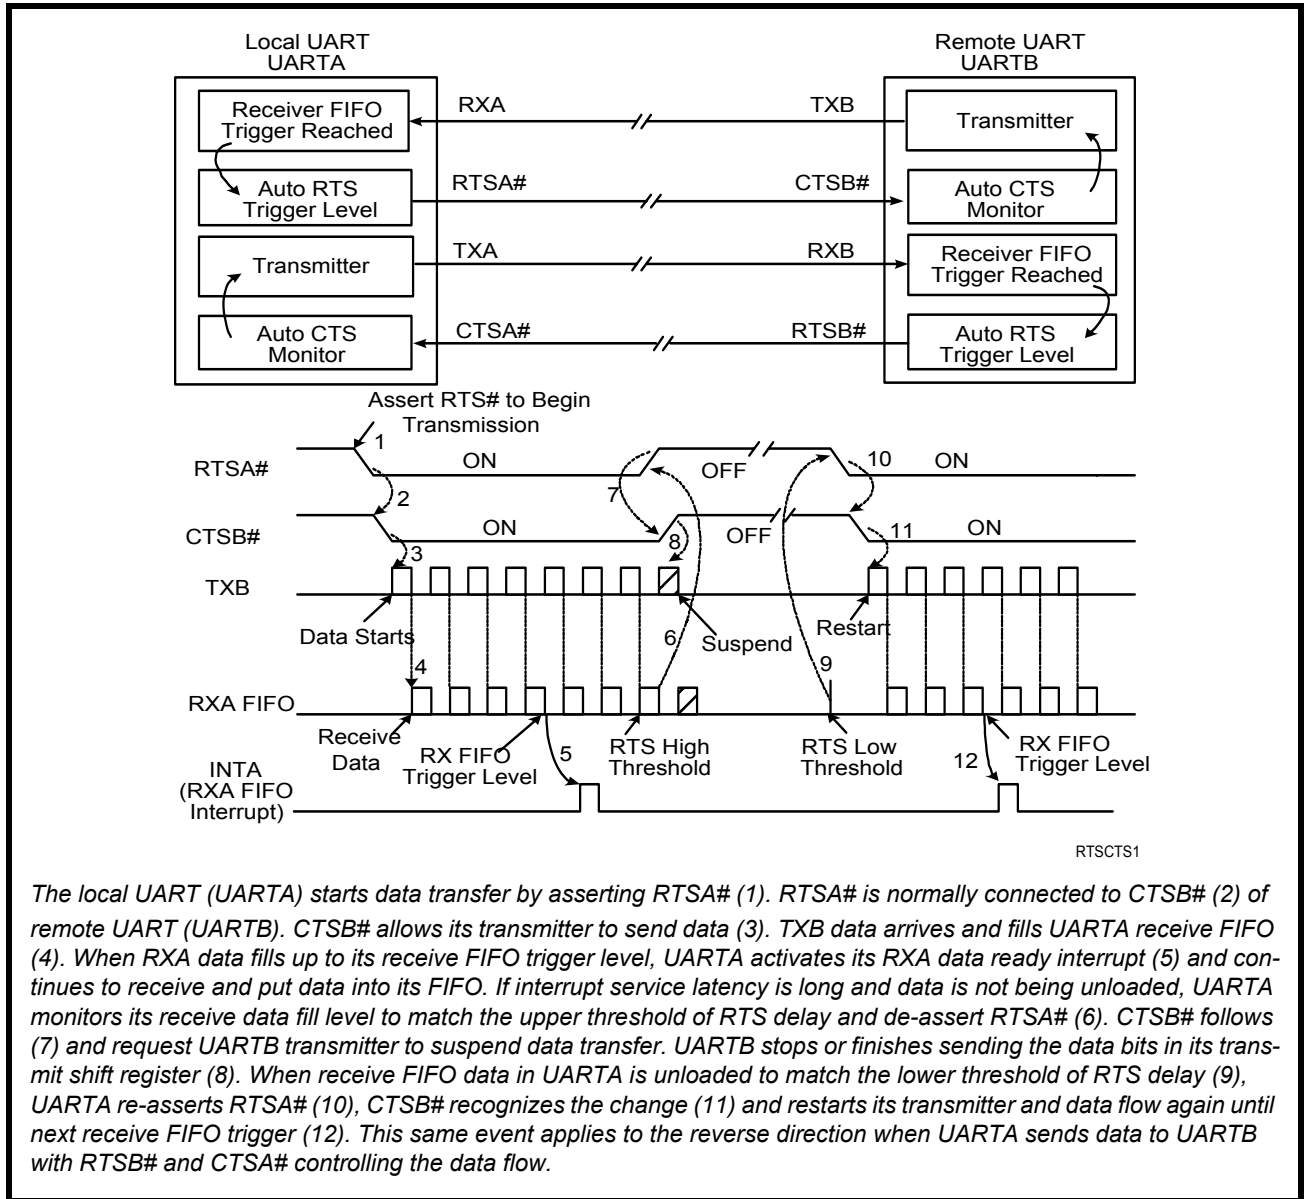 Local UART
UARTA
Remote UART
UARTB
Receiver FIFO
Trigger Reached
RXA
TXB
Transmitter
Auto RTS
Trigger Level
RTSA#
CTSB#
Auto CTS
Monitor
Transmitter
TXA
RXB
Receiver FIFO
Trigger Reached
Auto CTS
Monitor
CTSA#
RTSB#
Auto RTS
Trigger Level
Assert RTS# to Begin
Transmission
1
RTSA#
ON
OFF
10
ON
2
7
CTSB#
ON
8
OFF
11
ON
3
TXB
Data Starts
6
Suspend
Restart
4
9
RXA FIFO
Receive
Data
RX FIFO
Trigger Level
5
RTS High
Threshold
RTS Low
Threshold
12
RX FIFO
Trigger Level
INTA
(RXA FIFO
Interrupt)
RTSCTS1
The local UART (UARTA) starts data transfer by asserting RTSA# (1). RTSA# is normally connected to CTSB# (2) of
remote UART (UARTB). CTSB# allows its transmitter to send data (3). TXB data arrives and fills UARTA receive FIFO
(4). When RXA data fills up to its receive FIFO trigger level, UARTA activates its RXA data ready interrupt (5) and con-
tinues to receive and put data into its FIFO. If interrupt service latency is long and data is not being unloaded, UARTA
monitors its receive data fill level to match the upper threshold of RTS delay and de-assert RTSA# (6). CTSB# follows
(7) and request UARTB transmitter to suspend data transfer. UARTB stops or finishes sending the data bits in its trans-
mit shift register (8). When receive FIFO data in UARTA is unloaded to match the lower threshold of RTS delay (9),
UARTA re-asserts RTSA# (10), CTSB# recognizes the change (11) and restarts its transmitter and data flow again until
next receive FIFO trigger (12). This same event applies to the reverse direction when UARTA sends data to UARTB
with RTSB# and CTSA# controlling the data flow.